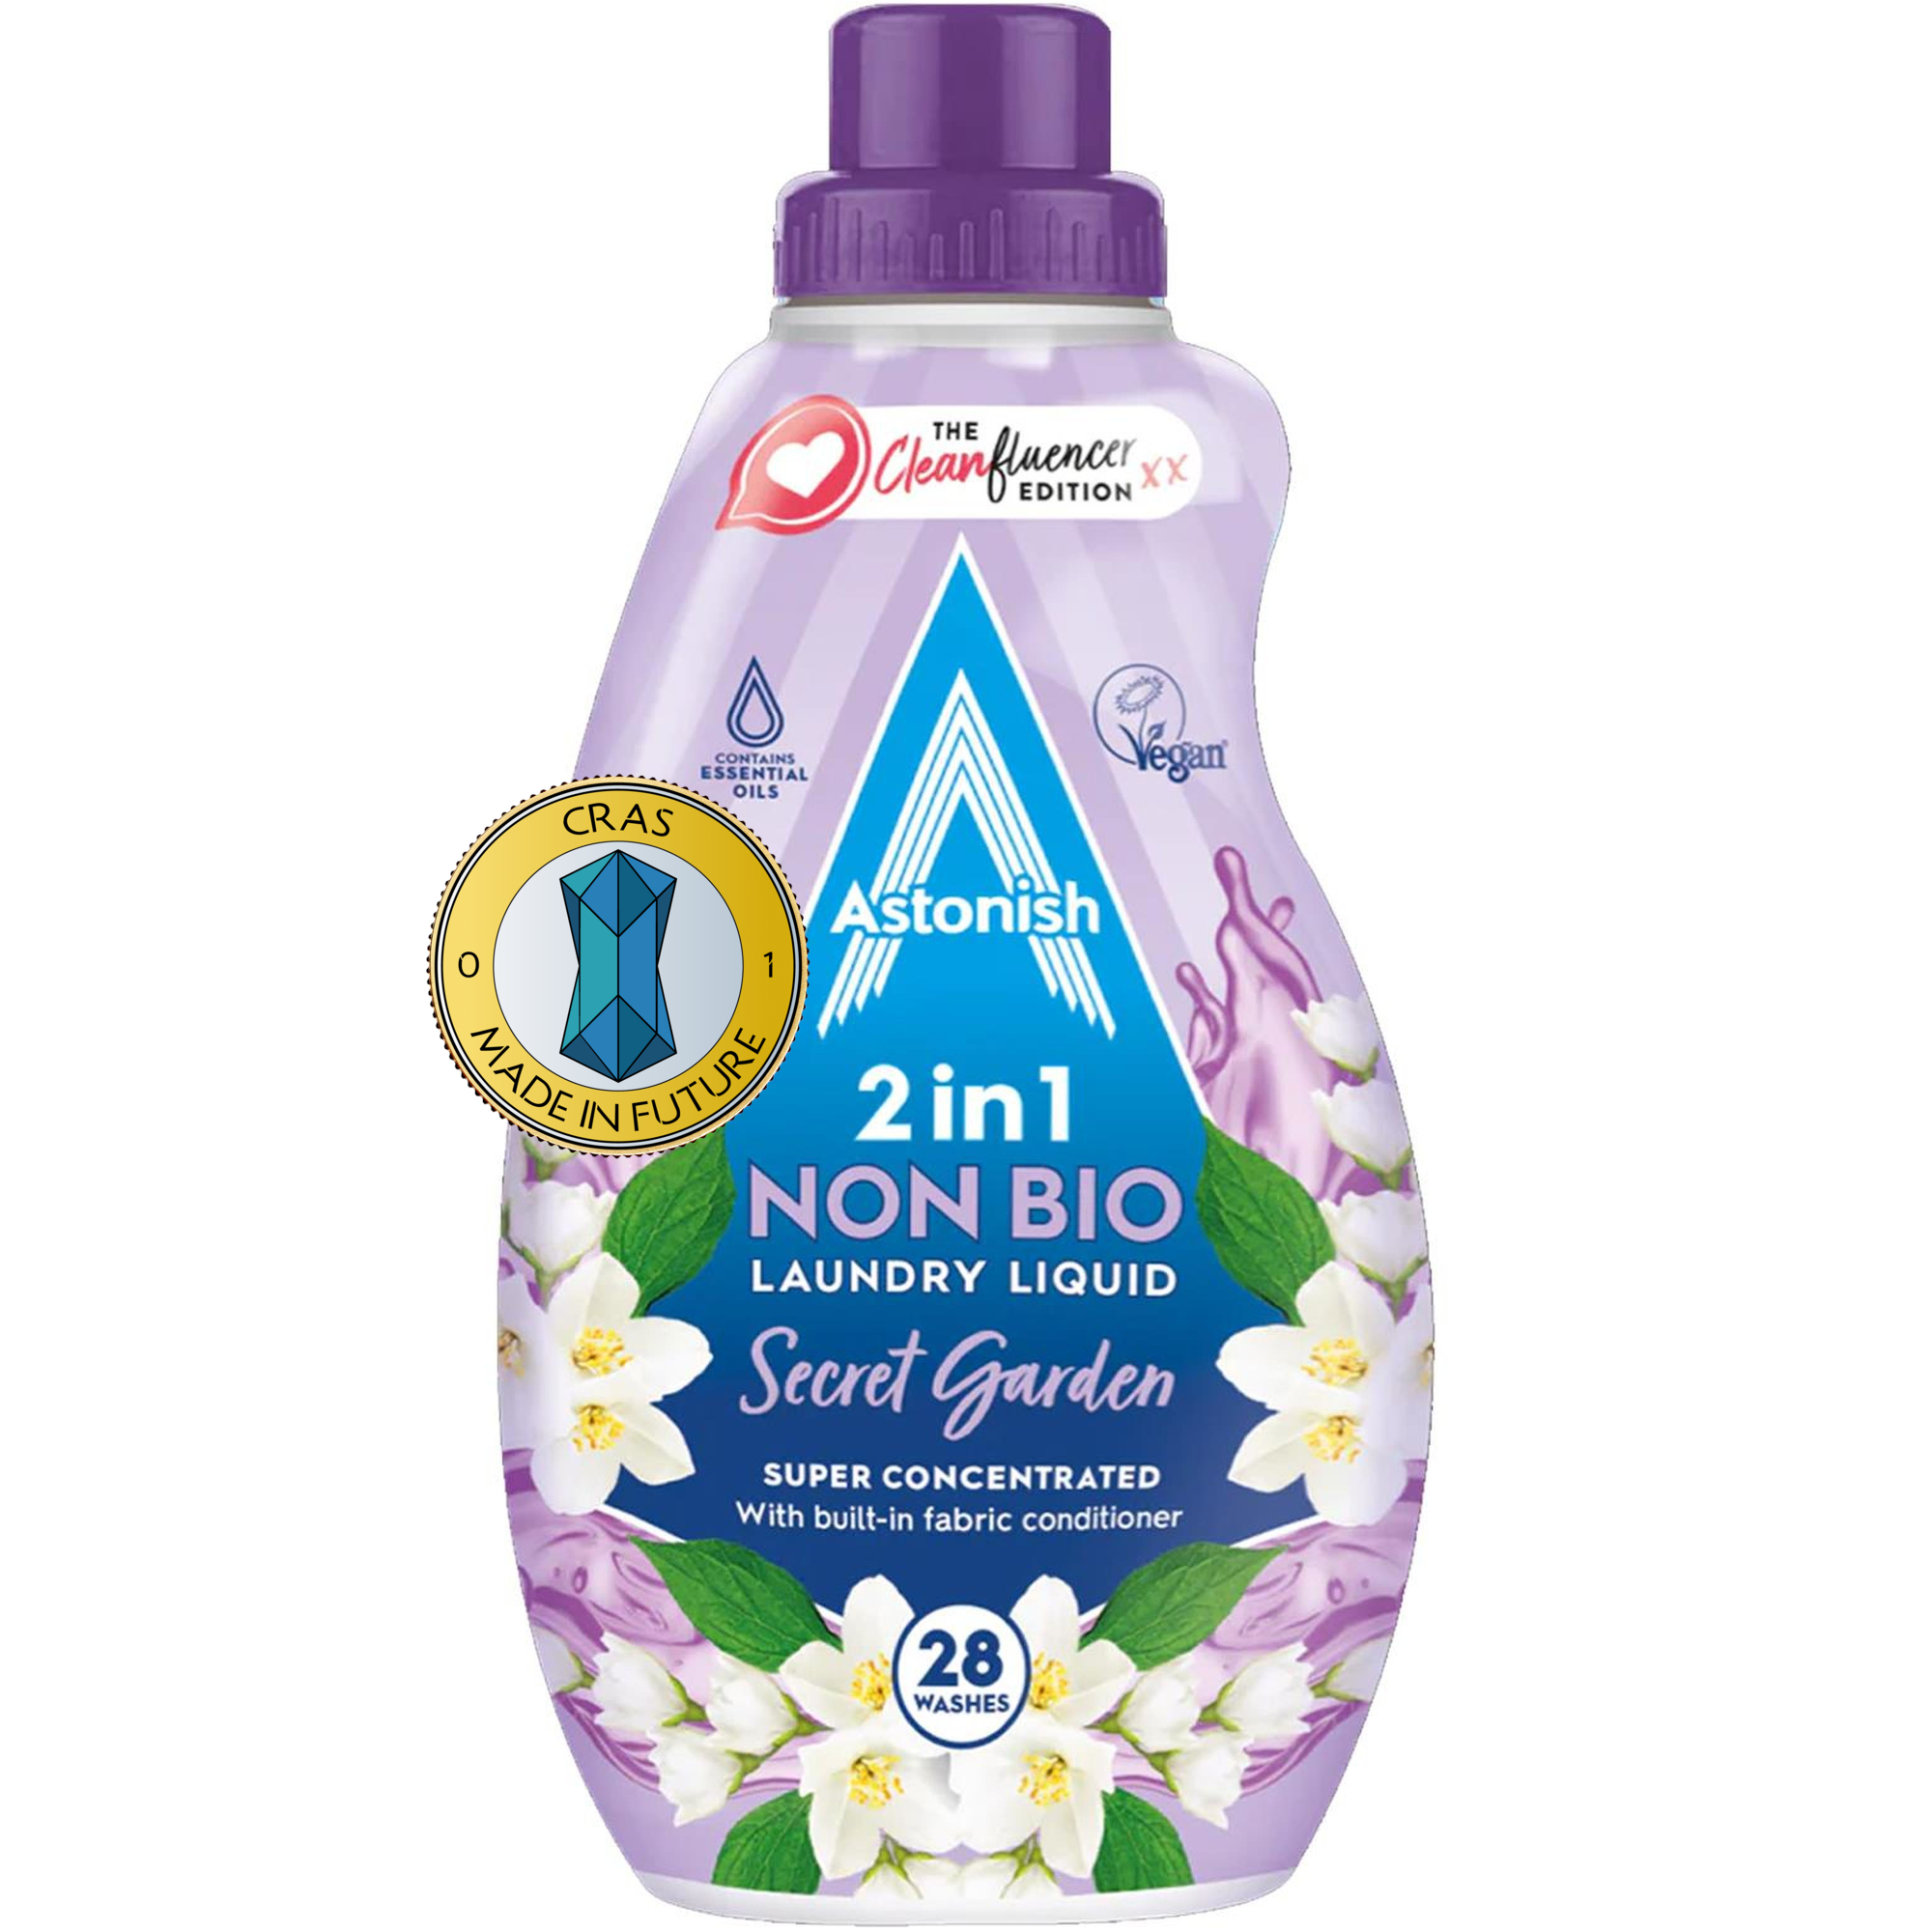 THE
Cleanfluencer XX
EDITION
CONTAINS
ESSENTIAL
OILS
Vegan
CRAS
0 1
MADE IN FUTURE
Astonish
2 in 1
NON BIO
LAUNDRY LIQUID
Secret Garden
SUPER CONCENTRATED
With built-in fabric conditioner
28
WASHES